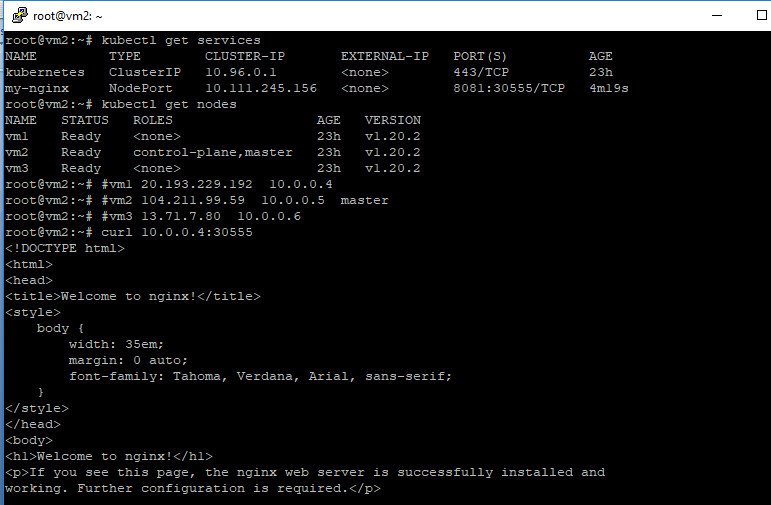 root@vm2: ~
root@vm2:~# kubectl get services
NAME         TYPE        CLUSTER-IP       EXTERNAL-IP   PORT(S)          AGE
kubernetes   ClusterIP   10.96.0.1        <none>        443/TCP          23h
my-nginx     NodePort    10.111.245.156   <none>        8081:30555/TCP   4m19s
root@vm2:~# kubectl get nodes
NAME   STATUS   ROLES                  AGE   VERSION
vm1    Ready    <none>                 23h   v1.20.2
vm2    Ready    control-plane,master   23h   v1.20.2
vm3    Ready    <none>                 23h   v1.20.2
root@vm2:~# #vm1 20.193.229.192  10.0.0.4
root@vm2:~# #vm2 104.211.99.59  10.0.0.5  master
root@vm2:~# #vm3 13.71.7.80  10.0.0.6
root@vm2:~# curl 10.0.0.4:30555
<!DOCTYPE html>
<html>
<head>
<title>Welcome to nginx!</title>
<style>
    body {
        width: 35em;
        margin: 0 auto;
        font-family: Tahoma, Verdana, Arial, sans-serif;
    }
</style>
</head>
<body>
<h1>Welcome to nginx!</h1>
<p>If you see this page, the nginx web server is successfully installed and
working. Further configuration is required.</p>